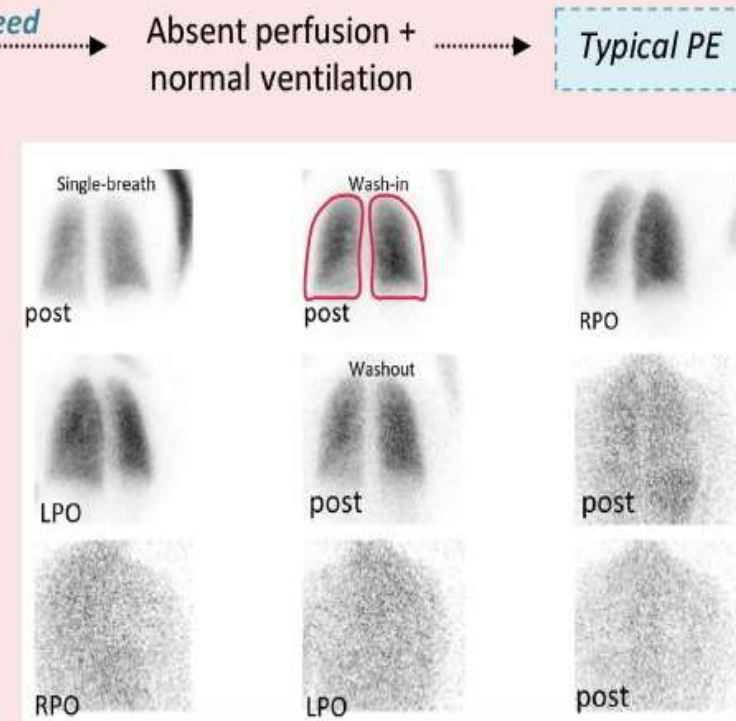 eed
Absent perfusion +
normal ventilation
Typical PE
Single-breath
post
Wash-in
post
RPO
LPO
Washout
post
post
RPO
LPO
post